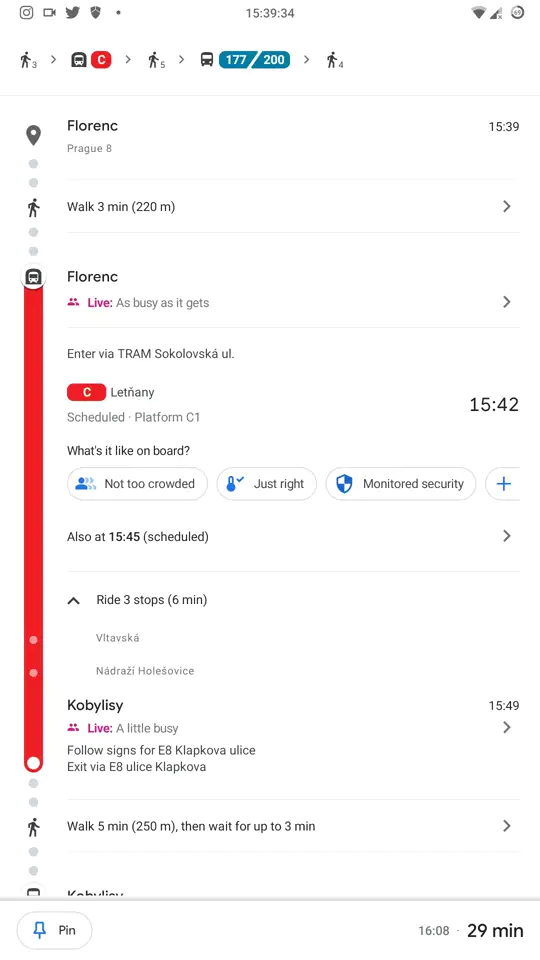 15:39:34
69
3
C
5
177 / 200
4
Florenc
15:39
Prague 8
Walk 3 min (220 m)
Florenc
Live: As busy as it gets
Enter via TRAM Sokolovská ul.
C Letňany
15:42
Scheduled · Platform C1
What's it like on board?
Not too crowded
Just right
Monitored security
Also at 15:45 (scheduled)
Ride 3 stops (6 min)
Vltavská
Nádraží Holešovice
Kobylisy
15:49
Live: A little busy
Follow signs for E8 Klapkova ulice
Exit via E8 ulice Klapkova
Walk 5 min (250 m), then wait for up to 3 min
Kobylisy
Pin
16:08 · 29 min